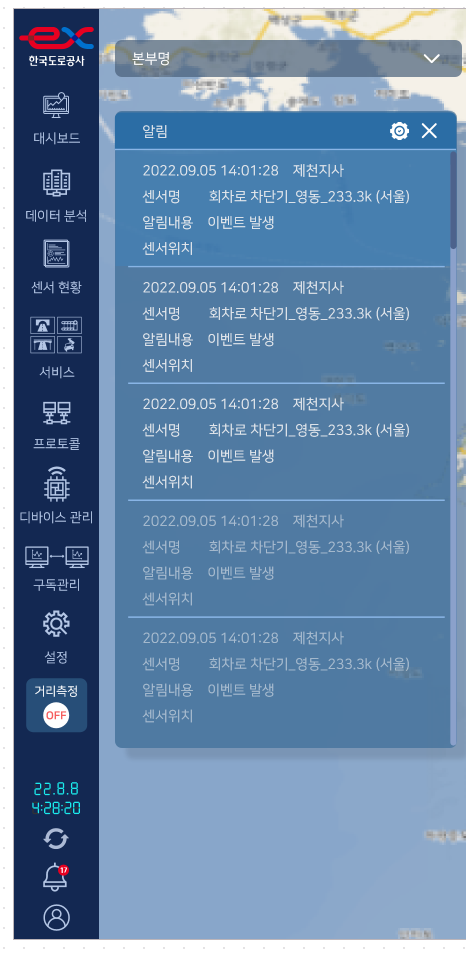 ex
한국도로공사
대시보드
데이터 분석
센서 현황
서비스
프로토콜
디바이스 관리
구독관리
설정
거리측정
OFF
22.8.8
4:28:20
17
본부명
알림
2022.09.05 14:01:28 제천지사
센서명 회차로 차단기_영동_233.3k (서울)
알림내용 이벤트 발생
센서위치
2022.09.05 14:01:28 제천지사
센서명 회차로 차단기_영동_233.3k (서울)
알림내용 이벤트 발생
센서위치
2022.09.05 14:01:28 제천지사
센서명 회차로 차단기_영동_233.3k (서울)
알림내용 이벤트 발생
센서위치
2022.09.05 14:01:28 제천지사
센서명 회차로 차단기_영동_233.3k (서울)
알림내용 이벤트 발생
센서위치
2022.09.05 14:01:28 제천지사
센서명 회차로 차단기_영동_233.3k (서울)
알림내용 이벤트 발생
센서위치